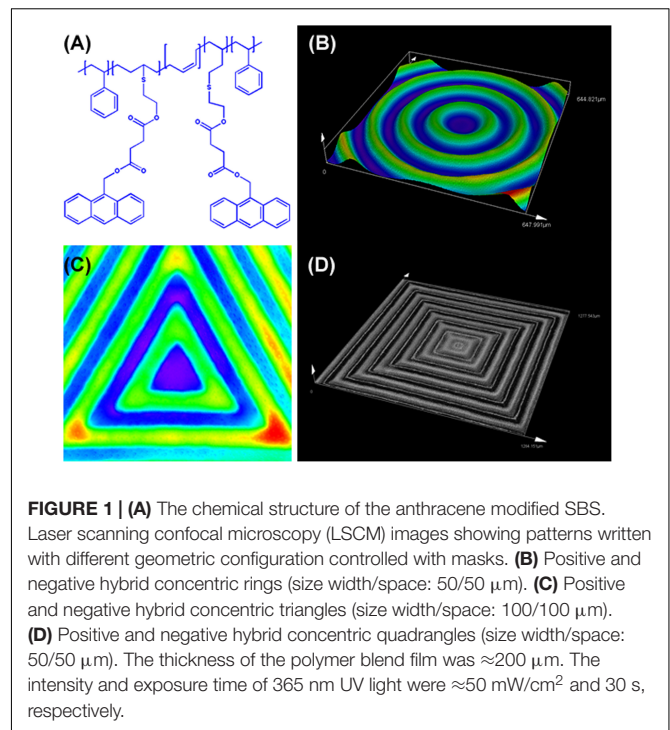 (A)
(B)
S
S
O
O
O
O
O
O
O
O
644.821µm
0
647.991µm
(C)
(D)
0
FIGURE 1 | (A) The chemical structure of the anthracene modified SBS.
Laser scanning confocal microscopy (LSCM) images showing patterns written
with different geometric configuration controlled with masks. (B) Positive and
negative hybrid concentric rings (size width/space: 50/50 μm). (C) Positive
and negative hybrid concentric triangles (size width/space: 100/100 μm).
(D) Positive and negative hybrid concentric quadrangles (size width/space:
50/50 μm). The thickness of the polymer blend film was ≈200 μm. The
intensity and exposure time of 365 nm UV light were ≈50 mW/cm² and 30 s,
respectively.